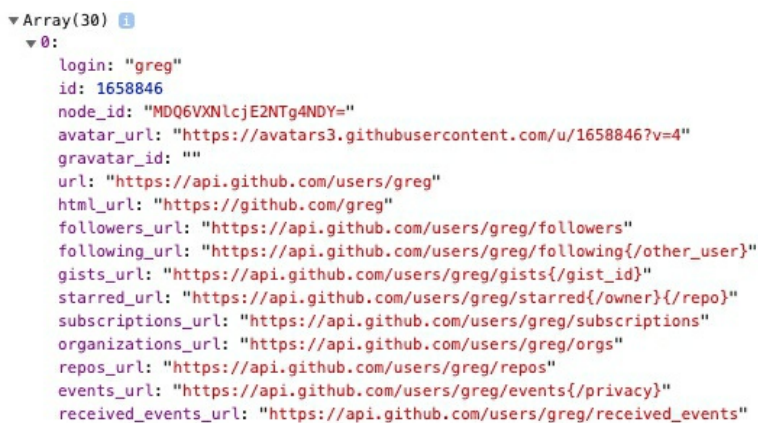 Array(30) i
0:
login: "greg"
id: 1658846
node_id: "MDQ6VXNlcjE2NTg4NDY="
avatar_url: "https://avatars3.githubusercontent.com/u/1658846?v=4"
gravatar_id: ""
url: "https://api.github.com/users/greg"
html_url: "https://github.com/greg"
followers_url: "https://api.github.com/users/greg/followers"
following_url: "https://api.github.com/users/greg/following{/other_user}"
gists_url: "https://api.github.com/users/greg/gists{/gist_id}"
starred_url: "https://api.github.com/users/greg/starred{/owner}{/repo}"
subscriptions_url: "https://api.github.com/users/greg/subscriptions"
organizations_url: "https://api.github.com/users/greg/orgs"
repos_url: "https://api.github.com/users/greg/repos"
events_url: "https://api.github.com/users/greg/events{/privacy}"
received_events_url: "https://api.github.com/users/greg/received_events"